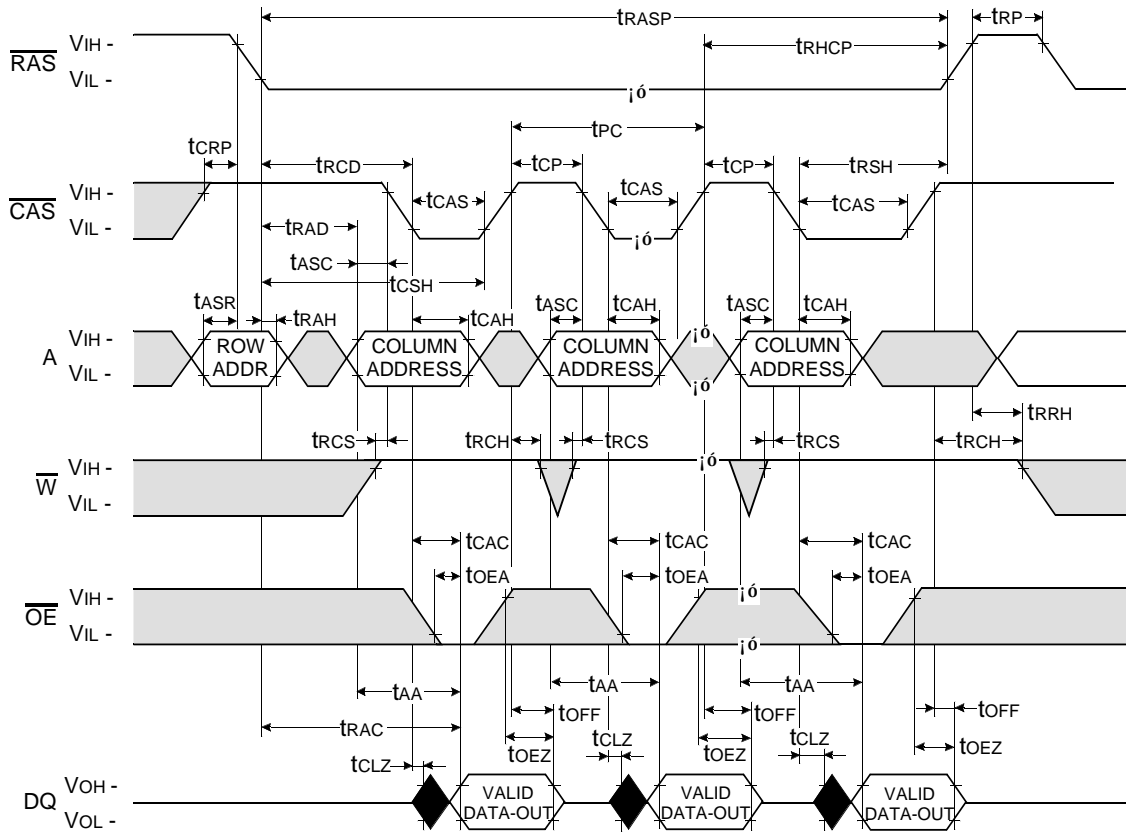 tRASP tRP
tRHCP
RAS VIH -
VIL -
¡ó
tCRP tRCD tPC
tCP tCP tRSH
CAS VIH -
VIL -
tCAS tCAS tCAS
¡ó
tRAD
tASC tCSH
tASR tRAH tCAH tASC tCAH tASC tCAH
A VIH -
VIL -
ROW
ADDR
COLUMN
ADDRESS
COLUMN
ADDRESS
¡ó
¡ó
COLUMN
ADDRESS
tRRH
tRCS tRCH tRCS tRCS tRCH
W VIH -
VIL -
¡ó
tCAC tCAC tCAC
tOEA tOEA tOEA
OE VIH -
VIL -
¡ó
¡ó
tAA tAA tAA
tRAC tOFF tOFF tOFF
tCLZ tOEZ tCLZ tOEZ tCLZ tOEZ
DQ VOH -
VOL -
VALID
DATA-OUT
VALID
DATA-OUT
VALID
DATA-OUT